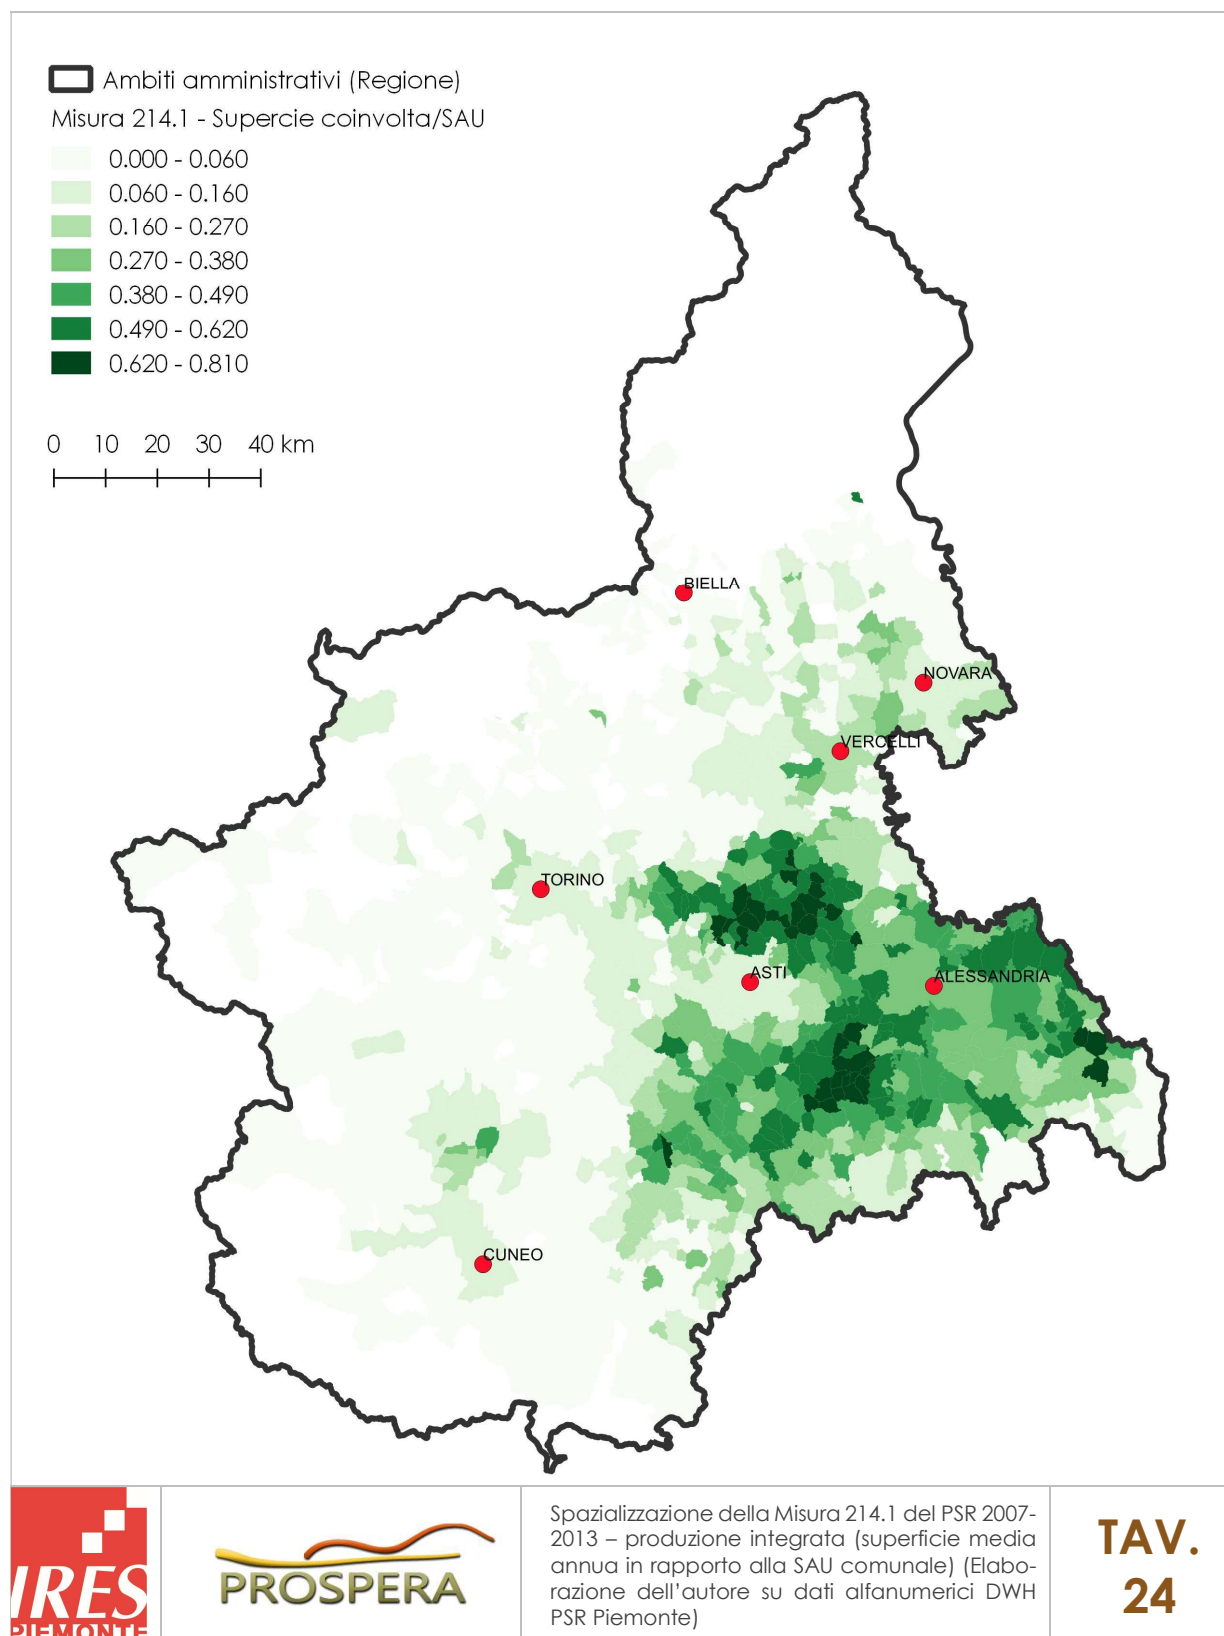 Ambiti amministrativi (Regione)
Misura 214.1 - Supercie coinvolta/SAU
0.000 - 0.060
0.060 - 0.160
0.160 - 0.270
0.270 - 0.380
0.380 - 0.490
0.490 - 0.620
0.620 - 0.810
0 10 20 30 40 km
BIELLA
NOVARA
VERCELLI
TORINO
ASTI
ALESSANDRIA
CUNEO
IRES
PIEMONTE
PROSPERA
Spazializzazione della Misura 214.1 del PSR 2007-
2013 – produzione integrata (superficie media
annua in rapporto alla SAU comunale) (Elabo-
razione dell'autore su dati alfanumerici DWH
PSR Piemonte)
TAV.
24